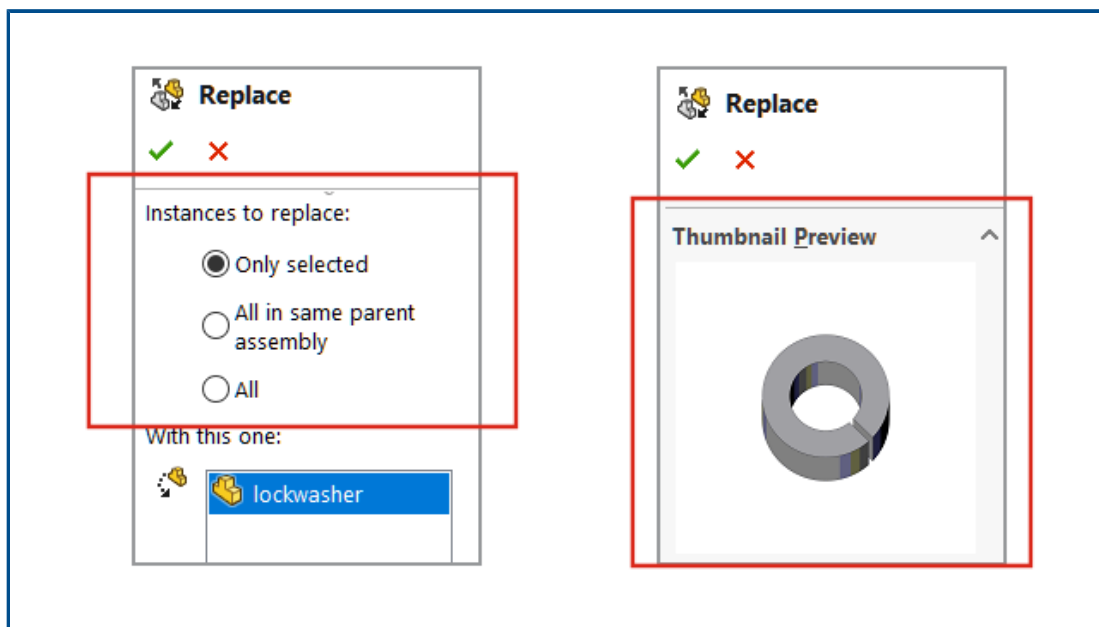 Replace
Instances to replace:
Only selected
All in same parent
assembly
All
With this one:
lockwasher
Replace
Thumbnail Preview